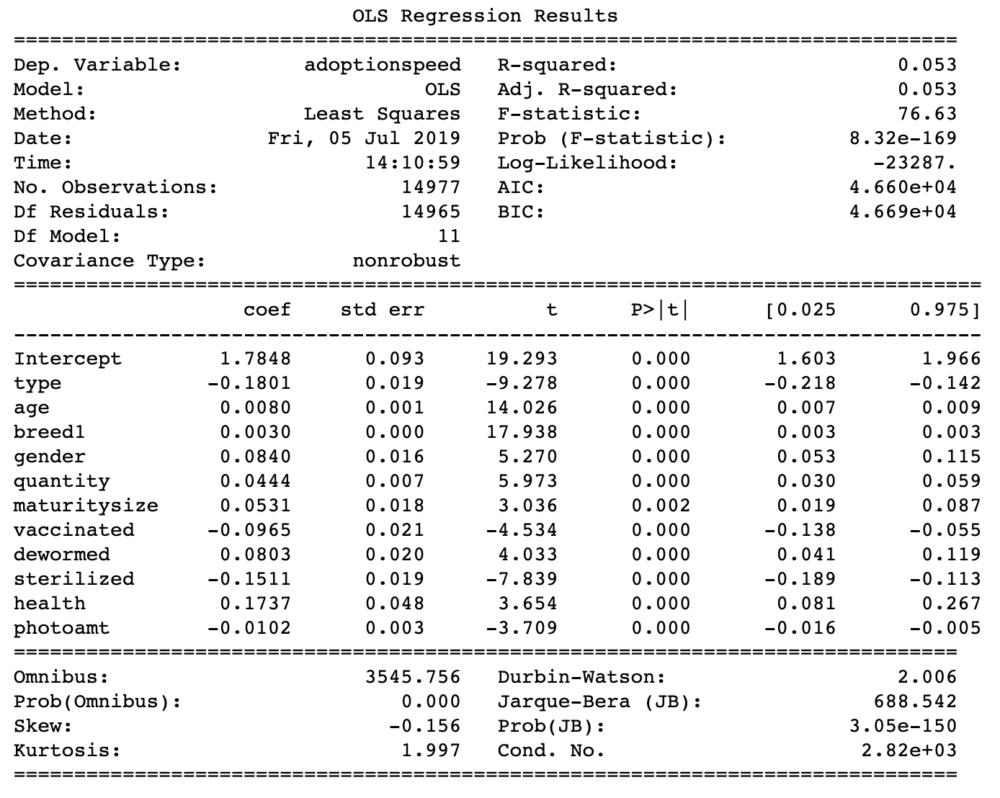 OLS Regression Results
==============================================================================
Dep. Variable: adoptionspeed R-squared: 0.053
Model: OLS Adj. R-squared: 0.053
Method: Least Squares F-statistic: 76.63
Date: Fri, 05 Jul 2019 Prob (F-statistic): 8.32e-169
Time: 14:10:59 Log-Likelihood: -23287.
No. Observations: 14977 AIC: 4.660e+04
Df Residuals: 14965 BIC: 4.669e+04
Df Model: 11
Covariance Type: nonrobust
================================================================================
coef std err t P>|t| [0.025 0.975]
--------------------------------------------------------------------------------
Intercept 1.7848 0.093 19.293 0.000 1.603 1.966
type -0.1801 0.019 -9.278 0.000 -0.218 -0.142
age 0.0080 0.001 14.026 0.000 0.007 0.009
breed1 0.0030 0.000 17.938 0.000 0.003 0.003
gender 0.0840 0.016 5.270 0.000 0.053 0.115
quantity 0.0444 0.007 5.973 0.000 0.030 0.059
maturitysize 0.0531 0.018 3.036 0.002 0.019 0.087
vaccinated -0.0965 0.021 -4.534 0.000 -0.138 -0.055
dewormed 0.0803 0.020 4.033 0.000 0.041 0.119
sterilized -0.1511 0.019 -7.839 0.000 -0.189 -0.113
health 0.1737 0.048 3.654 0.000 0.081 0.267
photoamt -0.0102 0.003 -3.709 0.000 -0.016 -0.005
==============================================================================
Omnibus: 3545.756 Durbin-Watson: 2.006
Prob(Omnibus): 0.000 Jarque-Bera (JB): 688.542
Skew: -0.156 Prob(JB): 3.05e-150
Kurtosis: 1.997 Cond. No. 2.82e+03
==============================================================================